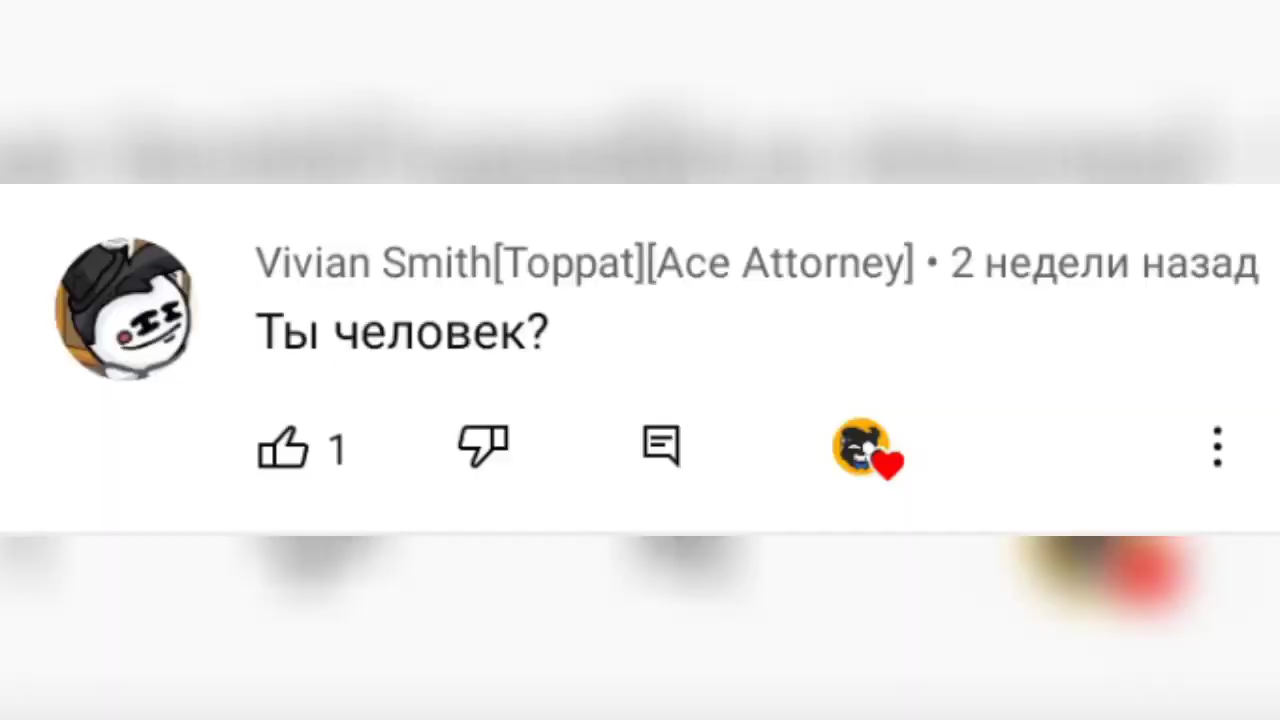 Vivian Smith[Toppat][Ace Attorney] • 2 недели назад
Ты человек?
1